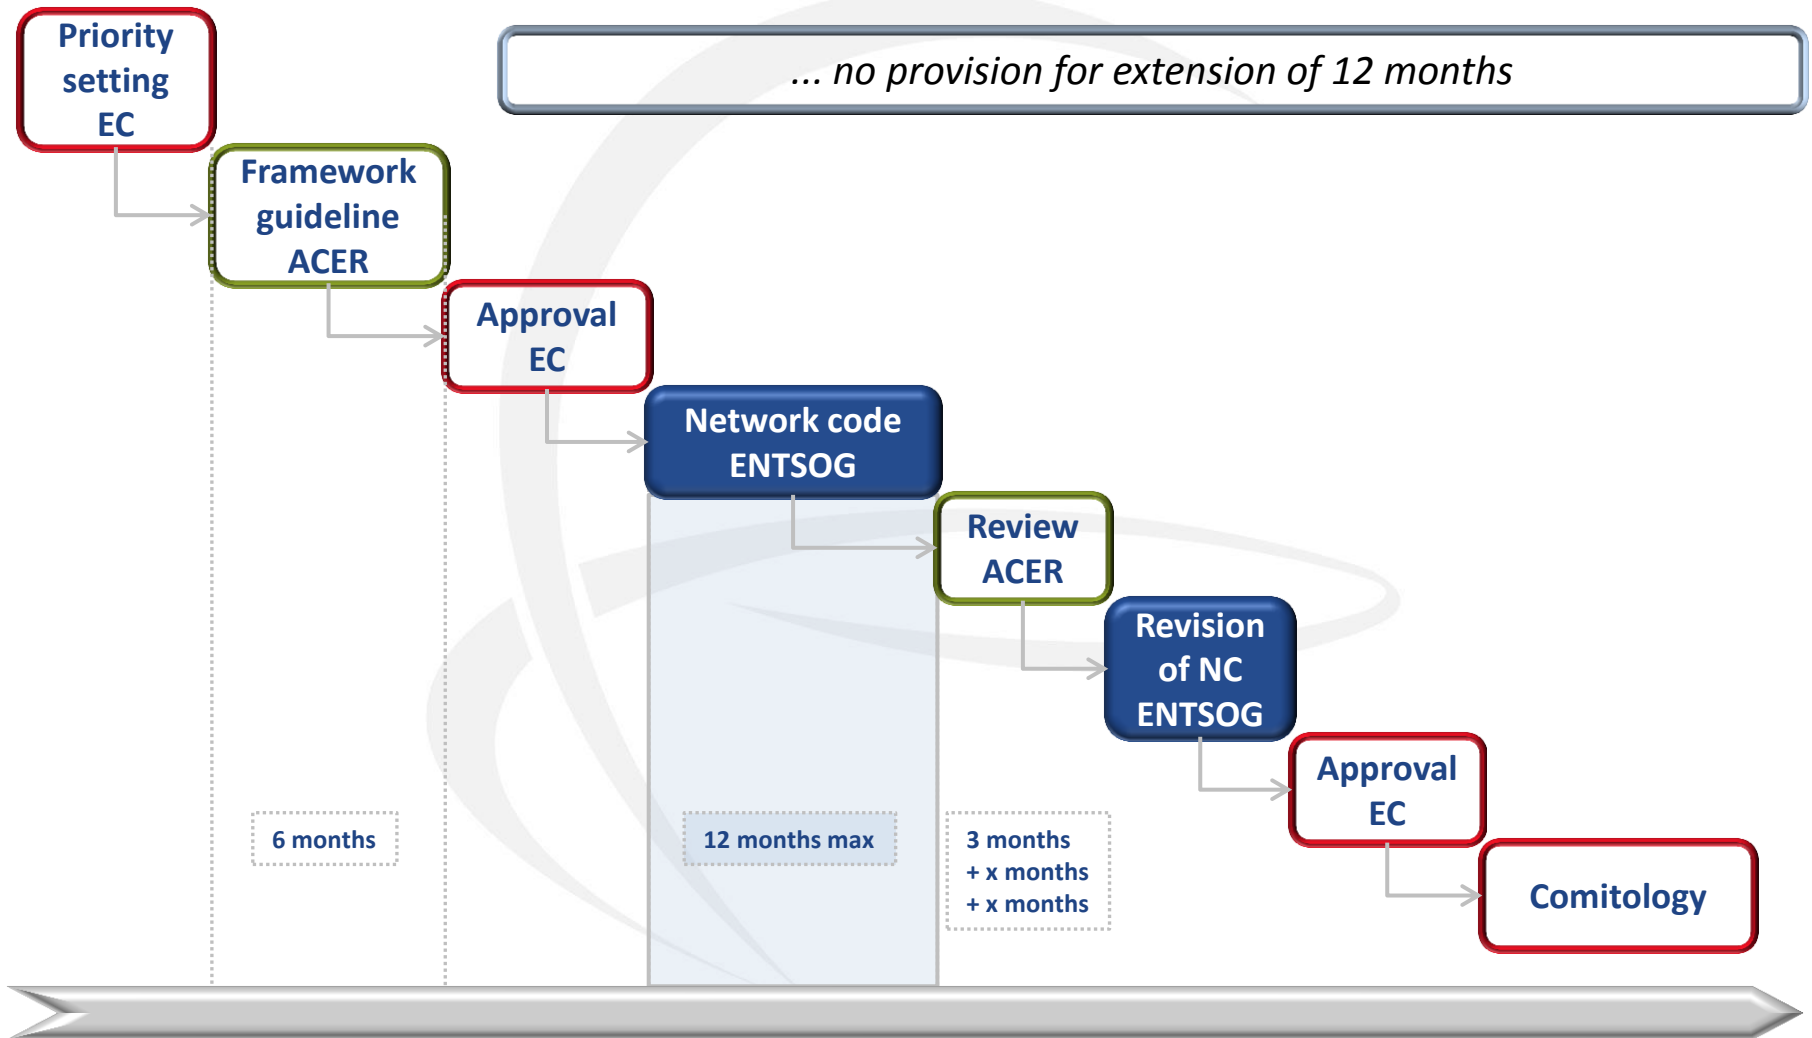 Priority
setting
EC
... no provision for extension of 12 months
Framework
guideline
ACER
Approval
EC
Network code
ENTSOG
Review
ACER
Revision
of NC
ENTSOG
Approval
EC
Comitology
6 months
12 months max
3 months
+ x months
+ x months